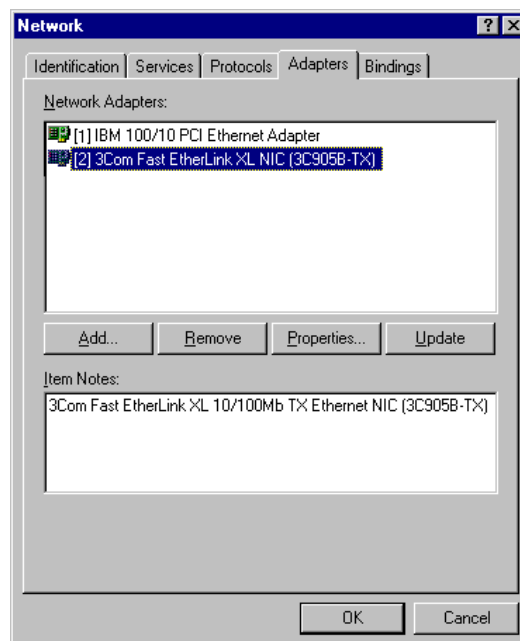 Network
Identification Services Protocols Adapters Bindings
Network Adapters:
[1] IBM 100/10 PCI Ethernet Adapter
[2] 3Com Fast EtherLink XL NIC (3C905B-TX)
Add... Remove Properties... Update
Item Notes:
3Com Fast EtherLink XL 10/100Mb TX Ethernet NIC (3C905B-TX)
OK Cancel